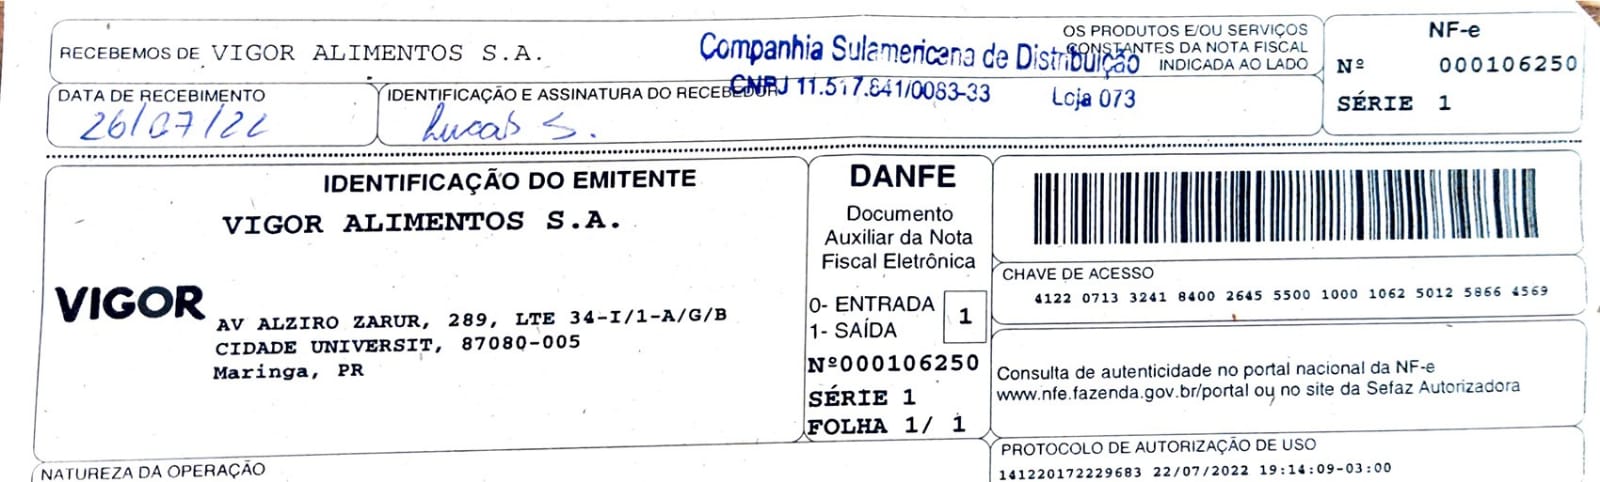 RECEBEMOS DE VIGOR ALIMENTOS S.A.
OS PRODUTOS E/OU SERVIÇOS
CONSTANTES DA NOTA FISCAL
INDICADA AO LADO
Companhia Sulamericana de Distribuição
CNPJ 11.517.841/0083-33 Loja 073
NF-e
Nº 000106250
SÉRIE 1
DATA DE RECEBIMENTO
26/07/22
IDENTIFICAÇÃO E ASSINATURA DO RECEBEDOR
Lucas S.
IDENTIFICAÇÃO DO EMITENTE
VIGOR ALIMENTOS S.A.
VIGOR
AV ALZIRO ZARUR, 289, LTE 34-I/1-A/G/B
CIDADE UNIVERSIT, 87080-005
Maringa, PR
DANFE
Documento
Auxiliar da Nota
Fiscal Eletrônica
0- ENTRADA
1- SAÍDA
1
Nº000106250
SÉRIE 1
FOLHA 1/ 1
CHAVE DE ACESSO
4122 0713 3241 8400 2645 5500 1000 1062 5012 5866 4569
Consulta de autenticidade no portal nacional da NF-e
www.nfe.fazenda.gov.br/portal ou no site da Sefaz Autorizadora
PROTOCOLO DE AUTORIZAÇÃO DE USO
141220172229683 22/07/2022 19:14:09-03:00
NATUREZA DA OPERAÇÃO